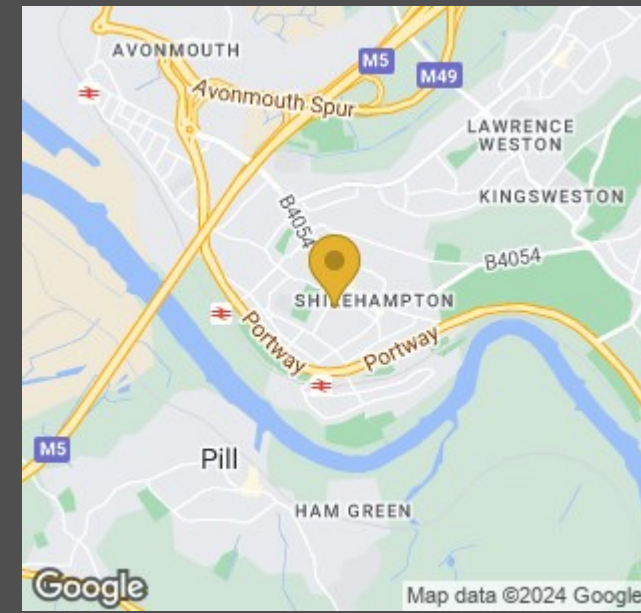 AVONMOUTH
M5
M49
Avonmouth Spur
LAWRENCE
WESTON
KINGSWESTON
B4054
B4054
SHIREHAMPTON
Portway
Portway
M5
Pill
HAM GREEN
Google
Map data ©2024 Google